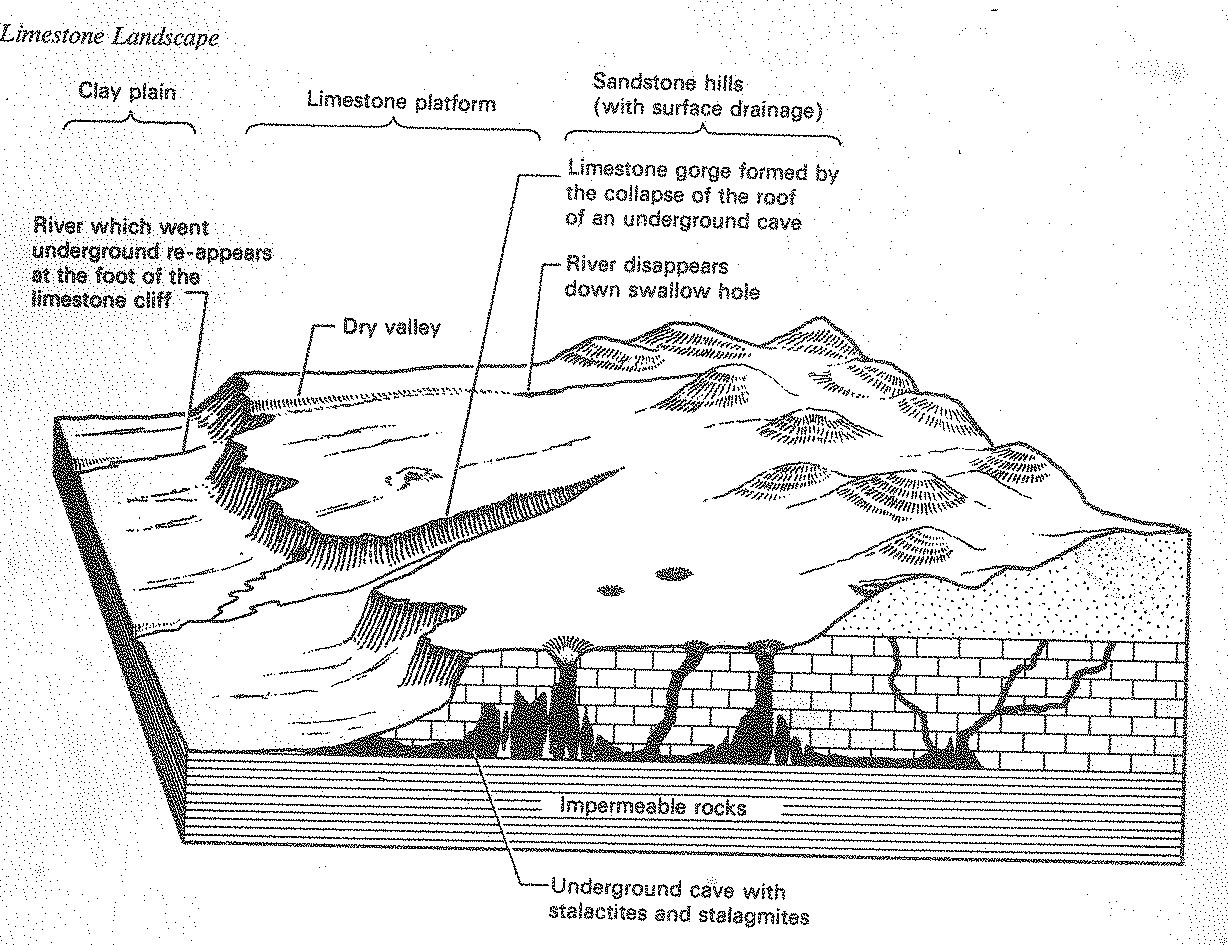 Limestone Landscape
Clay plain
Limestone platform
Sandstone hills
(with surface drainage)
Limestone gorge formed by
the collapse of the roof
of an underground cave
River which went
underground re-appears
at the foot of the
limestone cliff
River disappears
down swallow hole
Dry valley
Impermeable rocks
Underground cave with
stalactites and stalagmites